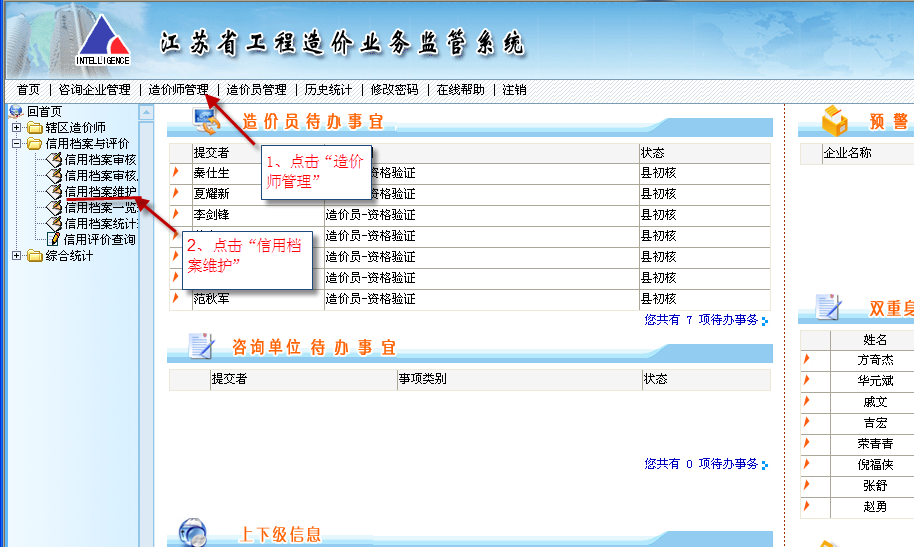 INTELLIGENCE
江苏省工程造价业务监管系统
首页 | 咨询企业管理 | 造价师管理 | 造价员管理 | 历史统计 | 修改密码 | 在线帮助 | 注销
回首页
辖区造价师
信用档案与评价
信用档案审核
信用档案审核
信用档案维护
信用档案一览
信用档案统计
信用评价查询
综合统计
造价员待办事宜
提交者 状态
秦仕生 资格验证 县初核
夏耀新 资格验证 县初核
李剑锋 造价员-资格验证 县初核
造价员-资格验证 县初核
造价员-资格验证 县初核
造价员-资格验证 县初核
范秋军 造价员-资格验证 县初核
您共有 7 项待办事务
1、点击“造价
师管理”
2、点击“信用档
案维护”
咨询单位 待办事宜
提交者 事项类别 状态
您共有 0 项待办事务
上下级信息
预警
企业名称
双重身
姓名
方奇杰
华元斌
戚文
吉宏
荣青青
倪福侠
张舒
赵勇